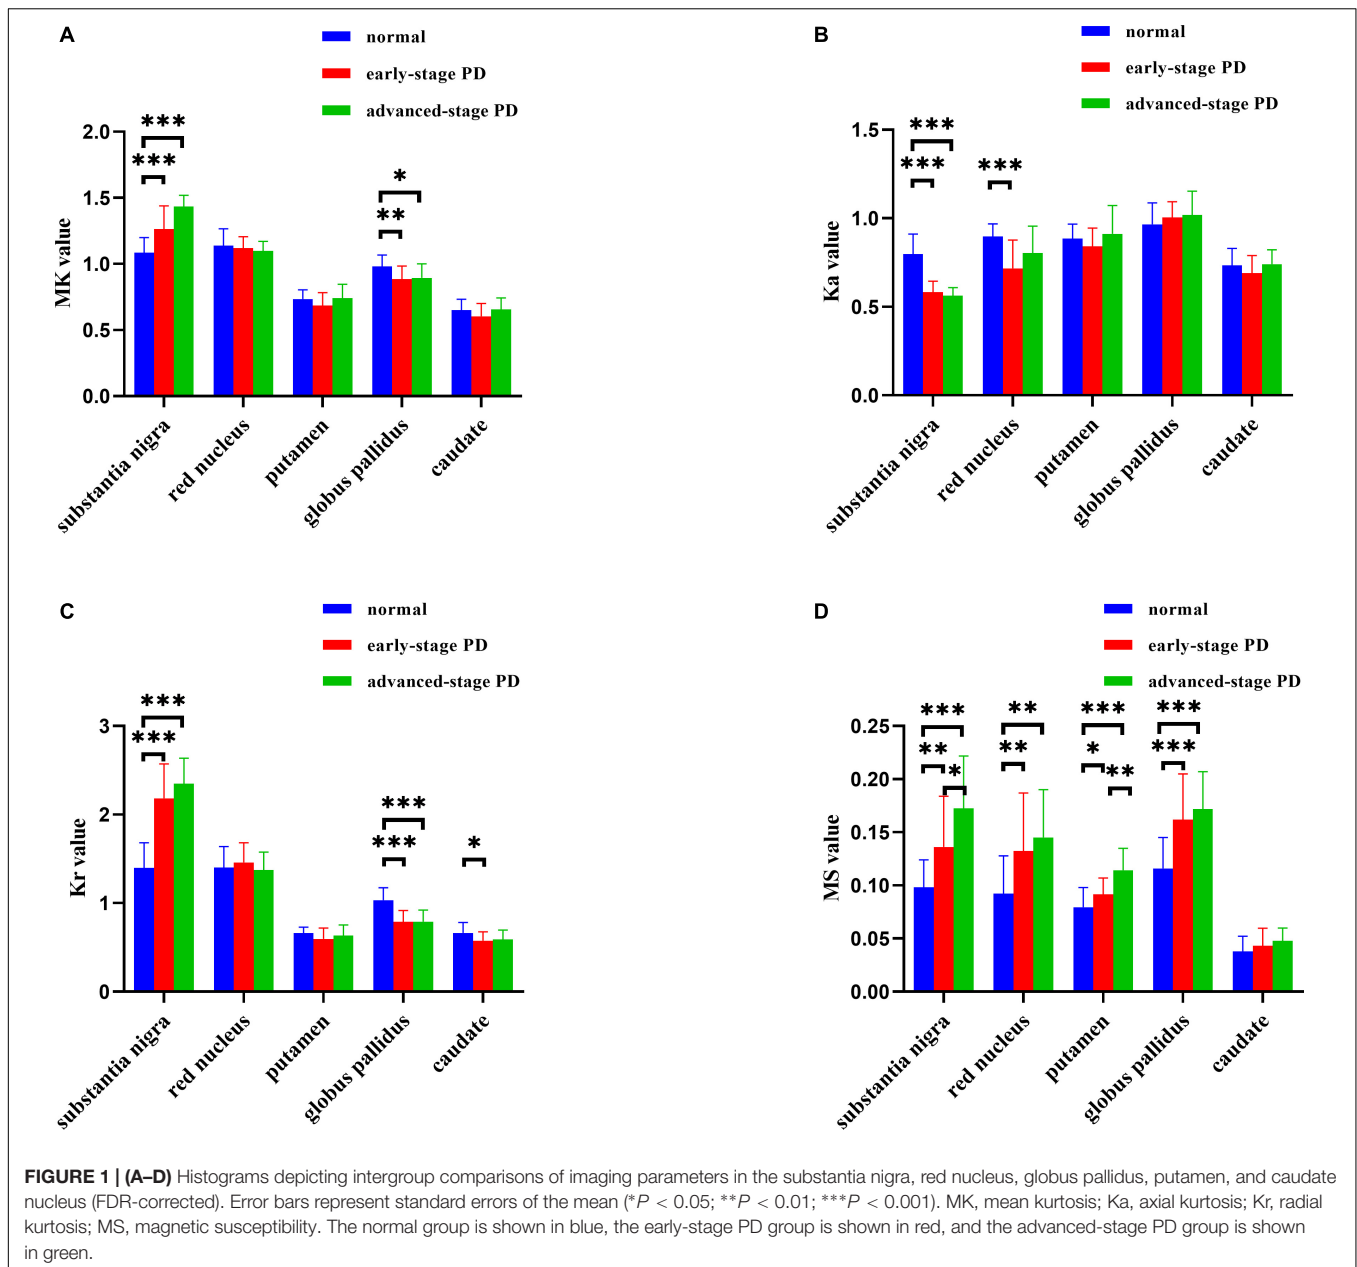 A
normal
early-stage PD
advanced-stage PD
MK value
2.0
1.5
1.0
0.5
0.0
***
***
**
*
substantia nigra
red nucleus
putamen
globus pallidus
caudate
B
normal
early-stage PD
advanced-stage PD
Ka value
1.5
1.0
0.5
0.0
***
***
***
substantia nigra
red nucleus
putamen
globus pallidus
caudate
C
normal
early-stage PD
advanced-stage PD
Kr value
3
2
1
0
***
***
***
***
*
substantia nigra
red nucleus
putamen
globus pallidus
caudate
D
normal
early-stage PD
advanced-stage PD
MS value
0.25
0.20
0.15
0.10
0.05
0.00
***
**
*
**
**
***
*
**
***
***
substantia nigra
red nucleus
putamen
globus pallidus
caudate
FIGURE 1 | (A–D) Histograms depicting intergroup comparisons of imaging parameters in the substantia nigra, red nucleus, globus pallidus, putamen, and caudate
nucleus (FDR-corrected). Error bars represent standard errors of the mean (*P < 0.05; **P < 0.01; ***P < 0.001). MK, mean kurtosis; Ka, axial kurtosis; Kr, radial
kurtosis; MS, magnetic susceptibility. The normal group is shown in blue, the early-stage PD group is shown in red, and the advanced-stage PD group is shown
in green.